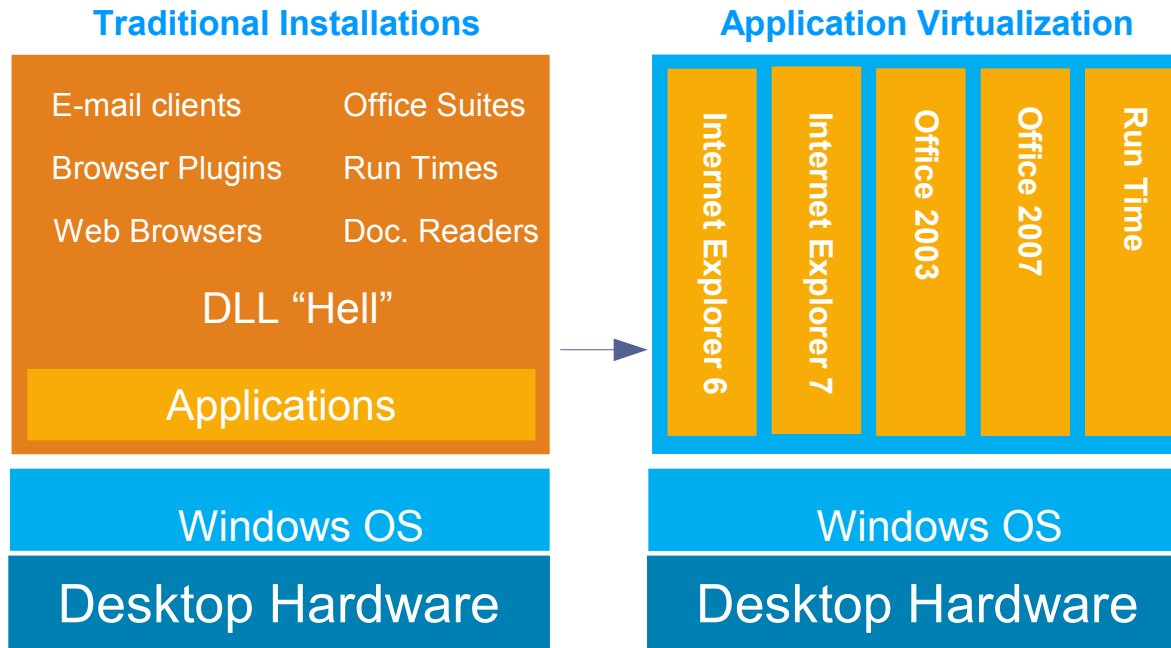 Traditional Installations
E-mail clients
Office Suites
Browser Plugins
Run Times
Web Browsers
Doc. Readers
DLL “Hell”
Applications
Windows OS
Desktop Hardware
Application Virtualization
Internet Explorer 6
Internet Explorer 7
Office 2003
Office 2007
Run Time
Windows OS
Desktop Hardware